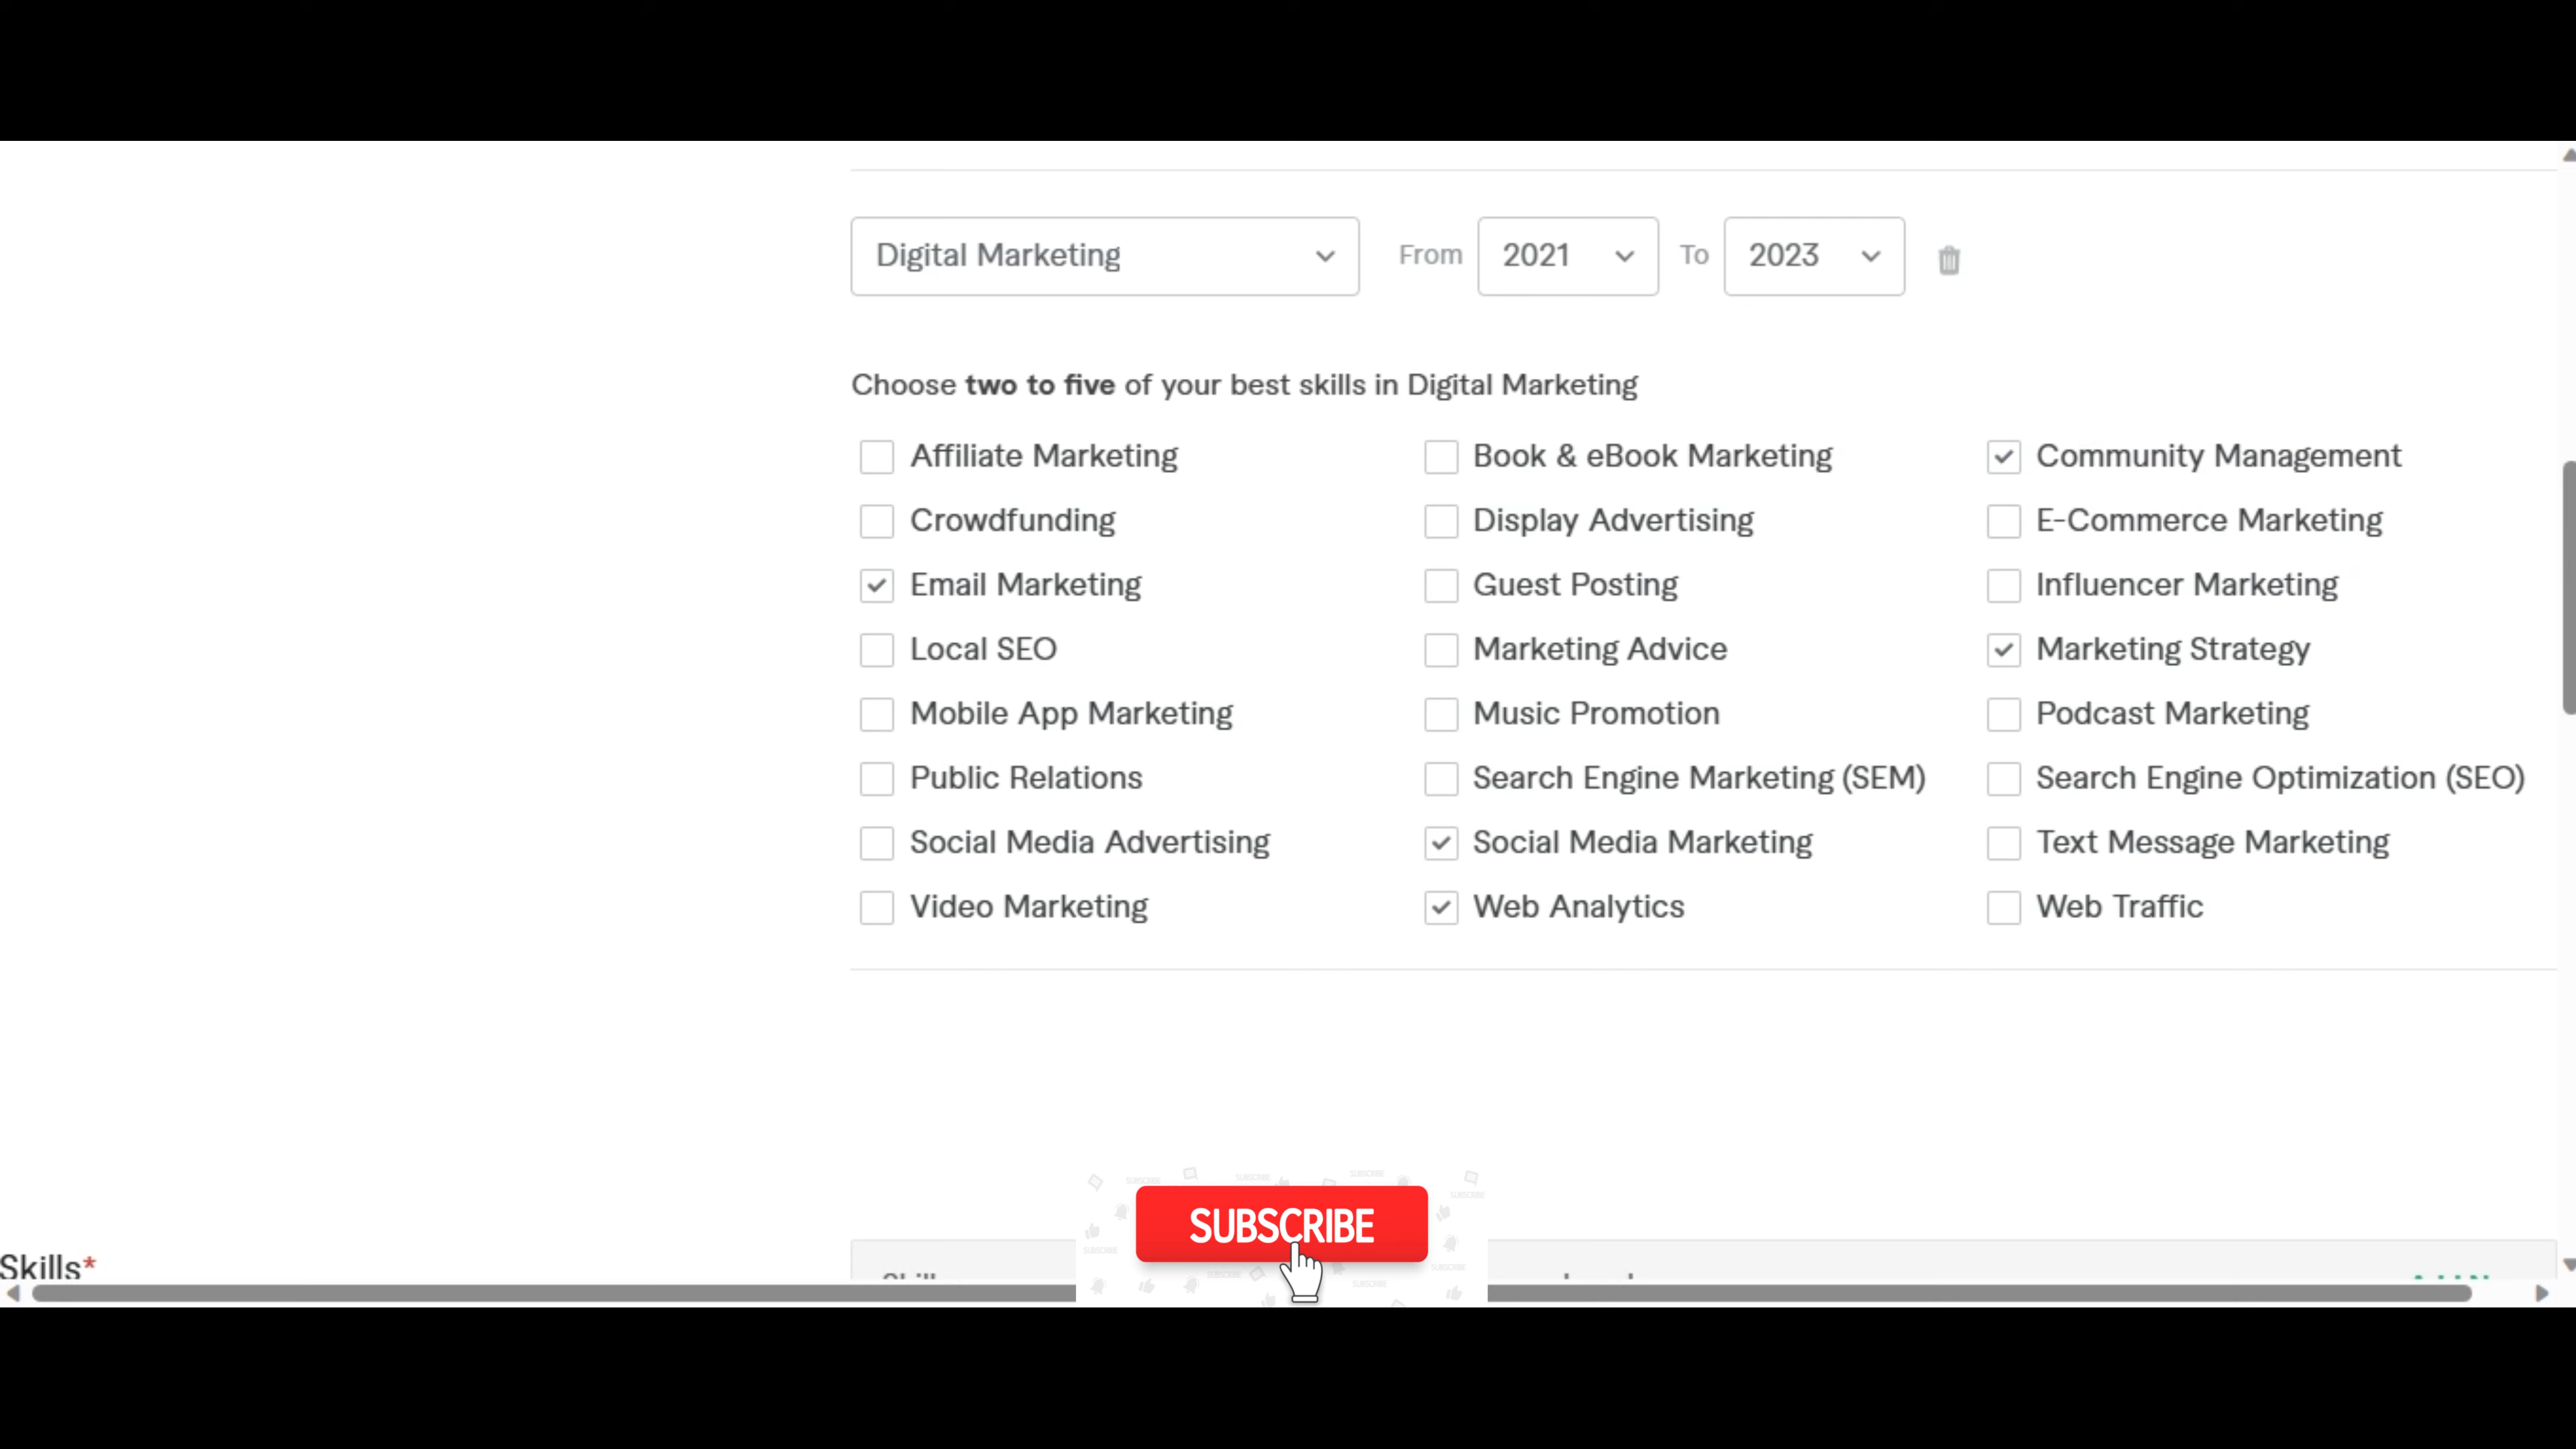 Digital Marketing From 2021 To 2023
Choose two to five of your best skills in Digital Marketing
Affiliate Marketing Book & eBook Marketing Community Management
Crowdfunding Display Advertising E-Commerce Marketing
Email Marketing Guest Posting Influencer Marketing
Local SEO Marketing Advice Marketing Strategy
Mobile App Marketing Music Promotion Podcast Marketing
Public Relations Search Engine Marketing (SEM) Search Engine Optimization (SEO)
Social Media Advertising Social Media Marketing Text Message Marketing
Video Marketing Web Analytics Web Traffic
SUBSCRIBE
Skills*